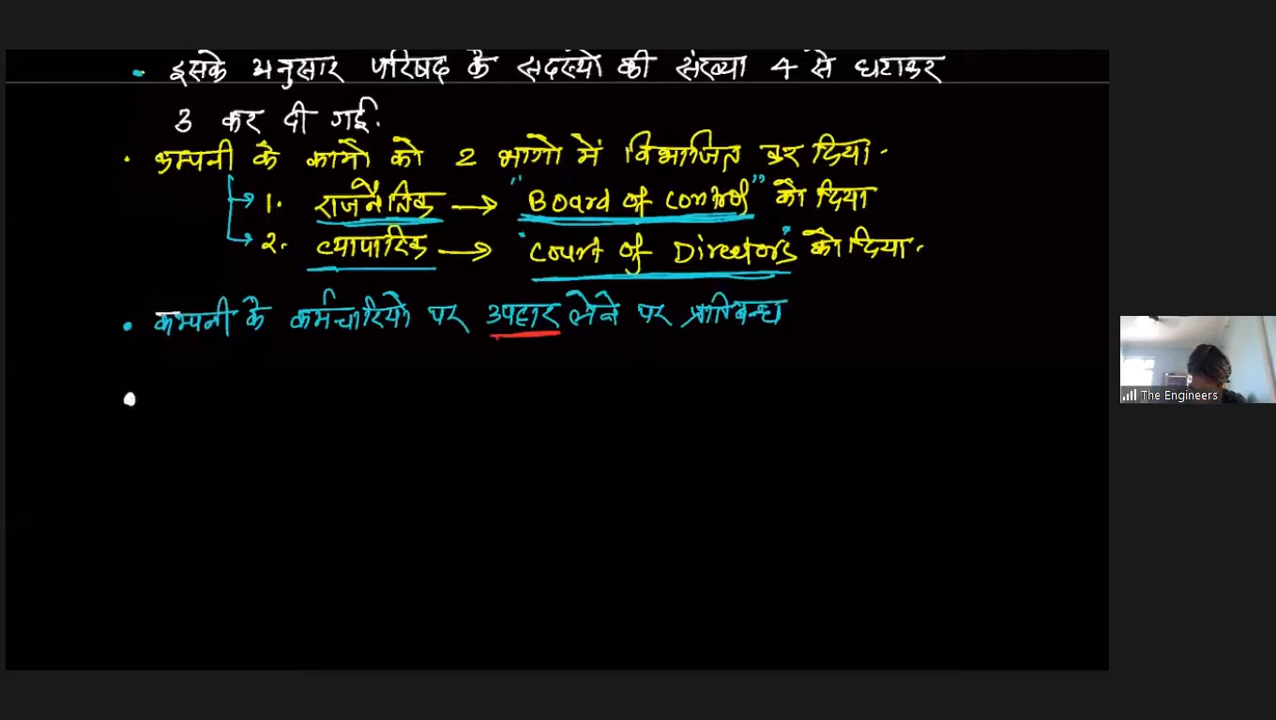 • इसके अनुसार परिषद के सदस्यो की संख्या 4 से घटाकर
3 कर दी गई.
• कम्पनी के कामो को 2 भागो में विभाजित कर दिया.
→ 1. राजनैतिक → "Board of Control" को दिया
→ 2. व्यापारिक → "Court of Directors" को दिया.
• कम्पनी के कर्मचारियो पर उपहार लेने पर प्रतिबन्ध
The Engineers